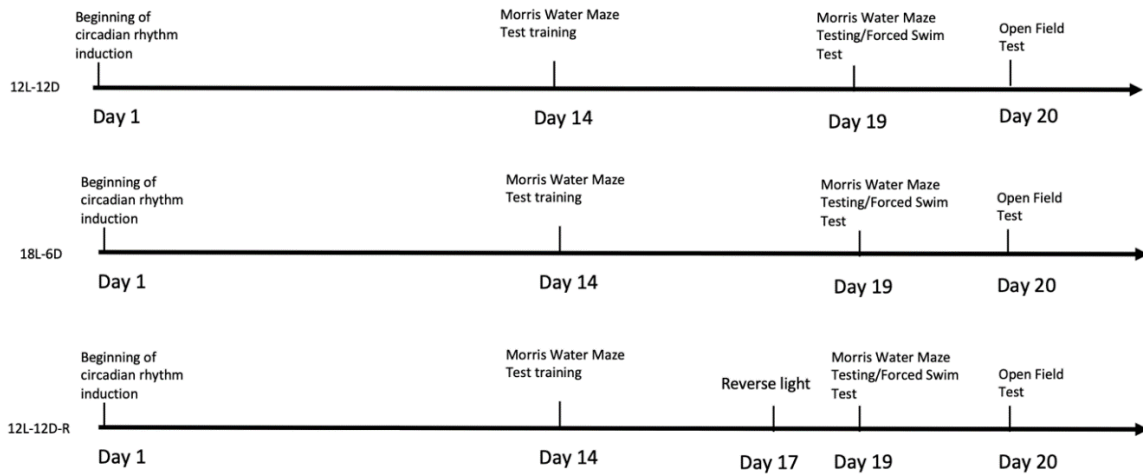 Beginning of
circadian rhythm
induction
Morris Water Maze
Test training
Morris Water Maze
Testing/Forced Swim
Test
Open Field
Test
12L-12D
Day 1
Day 14
Day 19
Day 20
Beginning of
circadian rhythm
induction
Morris Water Maze
Test training
Morris Water Maze
Testing/Forced Swim
Test
Open Field
Test
18L-6D
Day 1
Day 14
Day 19
Day 20
Beginning of
circadian rhythm
induction
Morris Water Maze
Test training
Reverse light
Morris Water Maze
Testing/Forced Swim
Test
Open Field
Test
12L-12D-R
Day 1
Day 14
Day 17
Day 19
Day 20